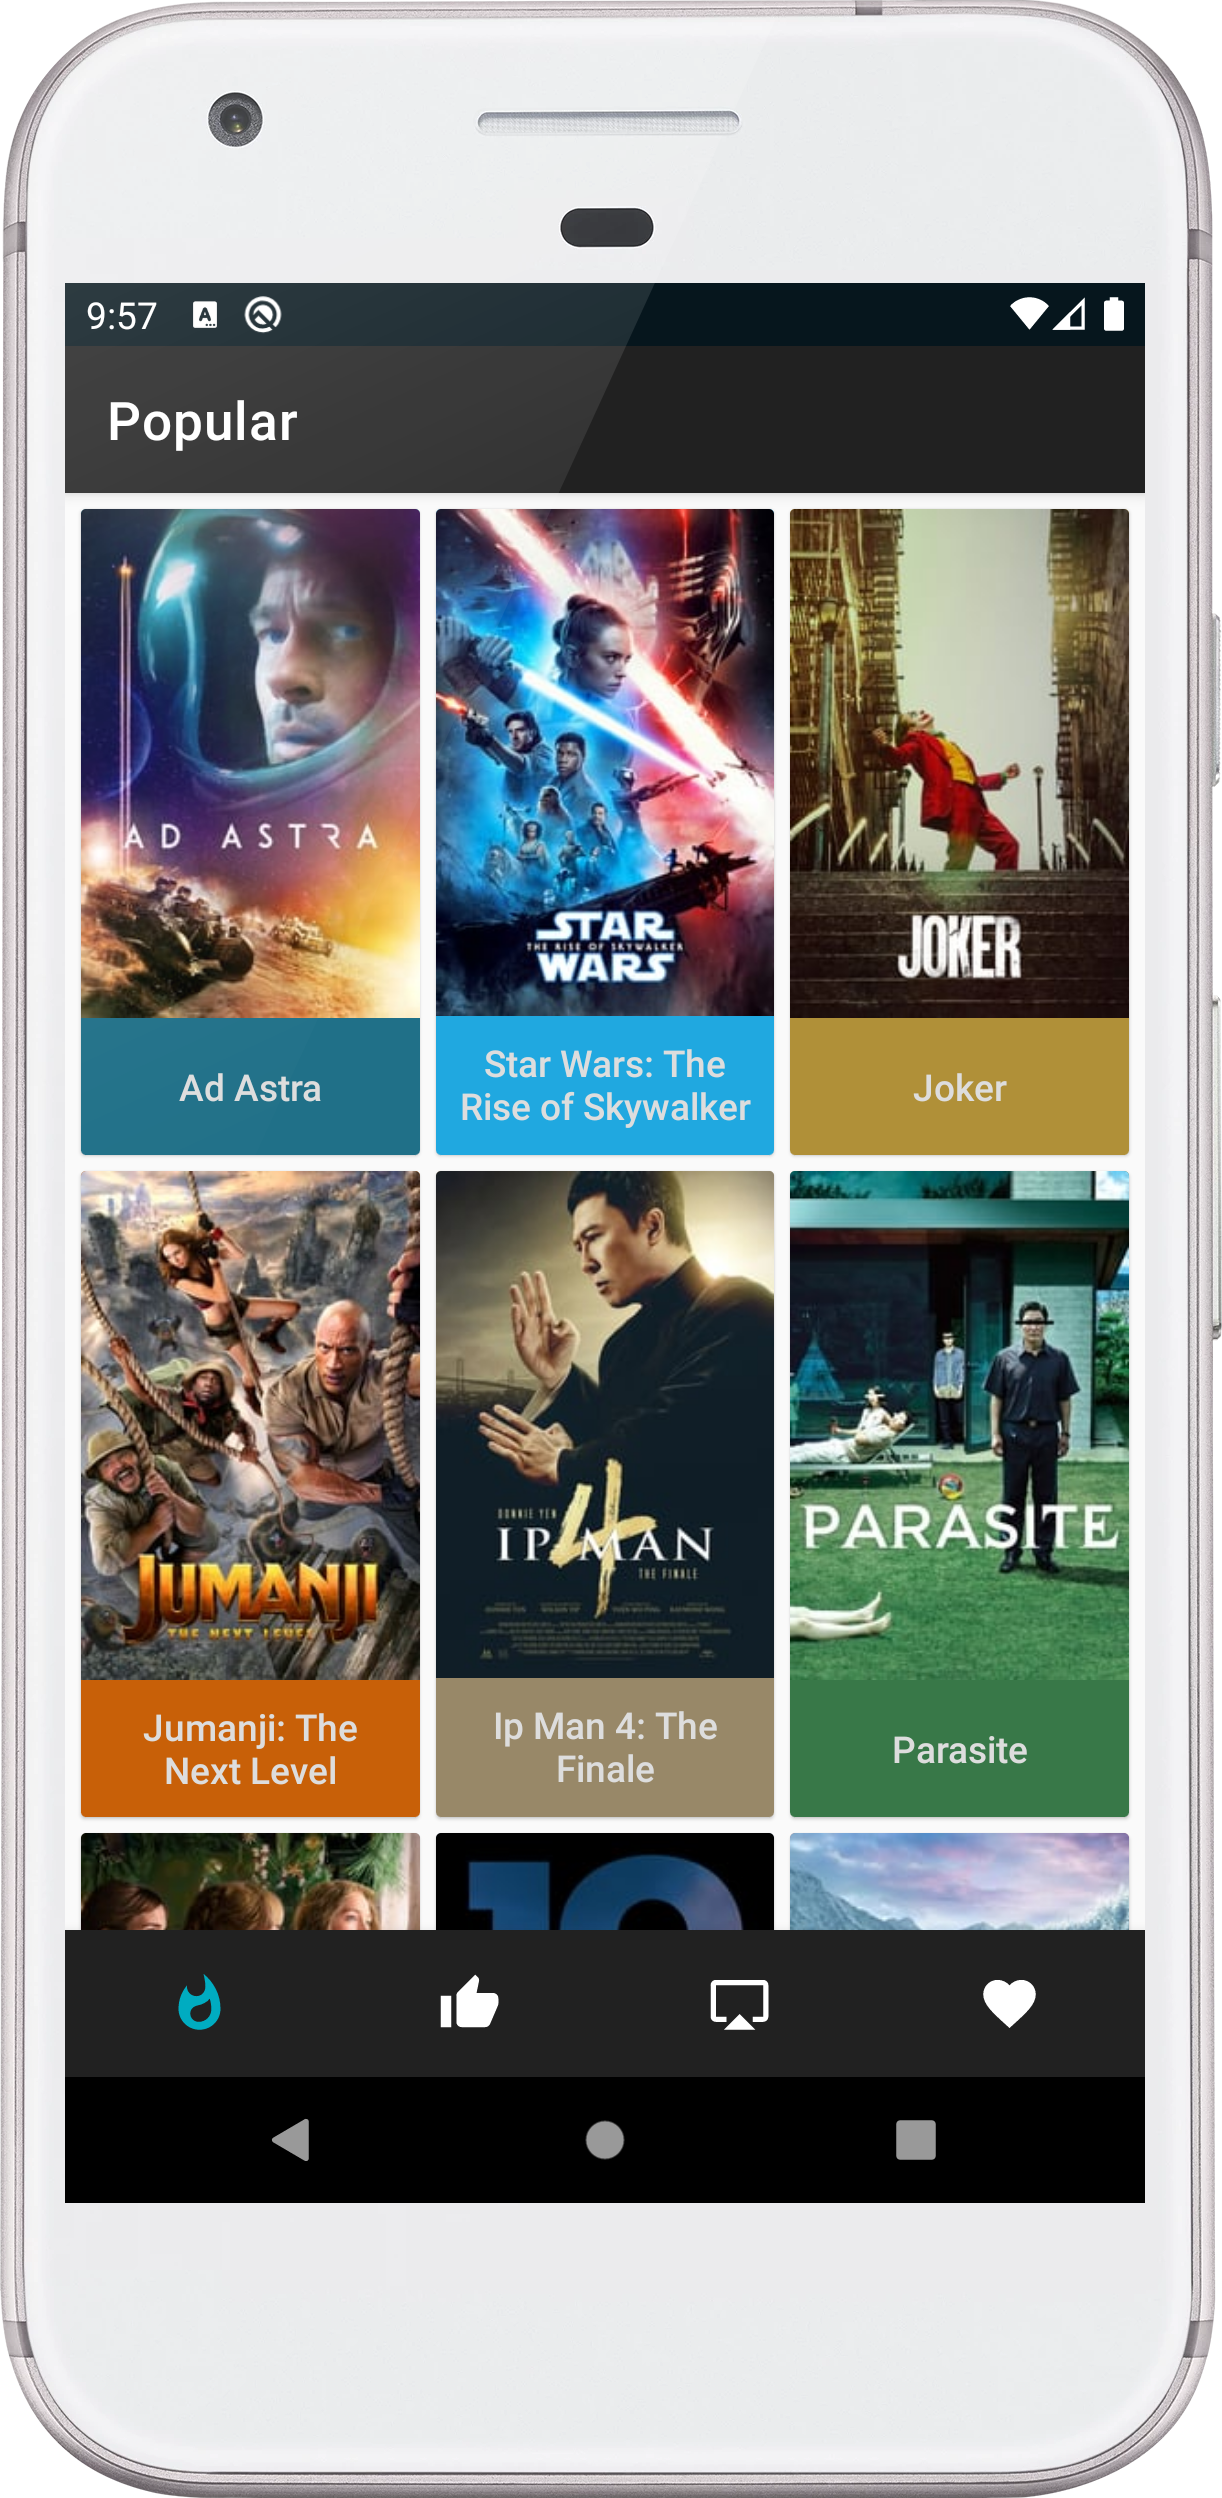 9:57
Popular
AD ASTRA
STAR
THE RISE OF SKYWALKER
WARS
JOKER
Ad Astra
Star Wars: The
Rise of Skywalker
Joker
JUMANJI
THE NEXT LEVEL
DONNIE YEN
IP 4 MAN
THE FINALE
PARASITE
Jumanji: The
Next Level
Ip Man 4: The
Finale
Parasite
19